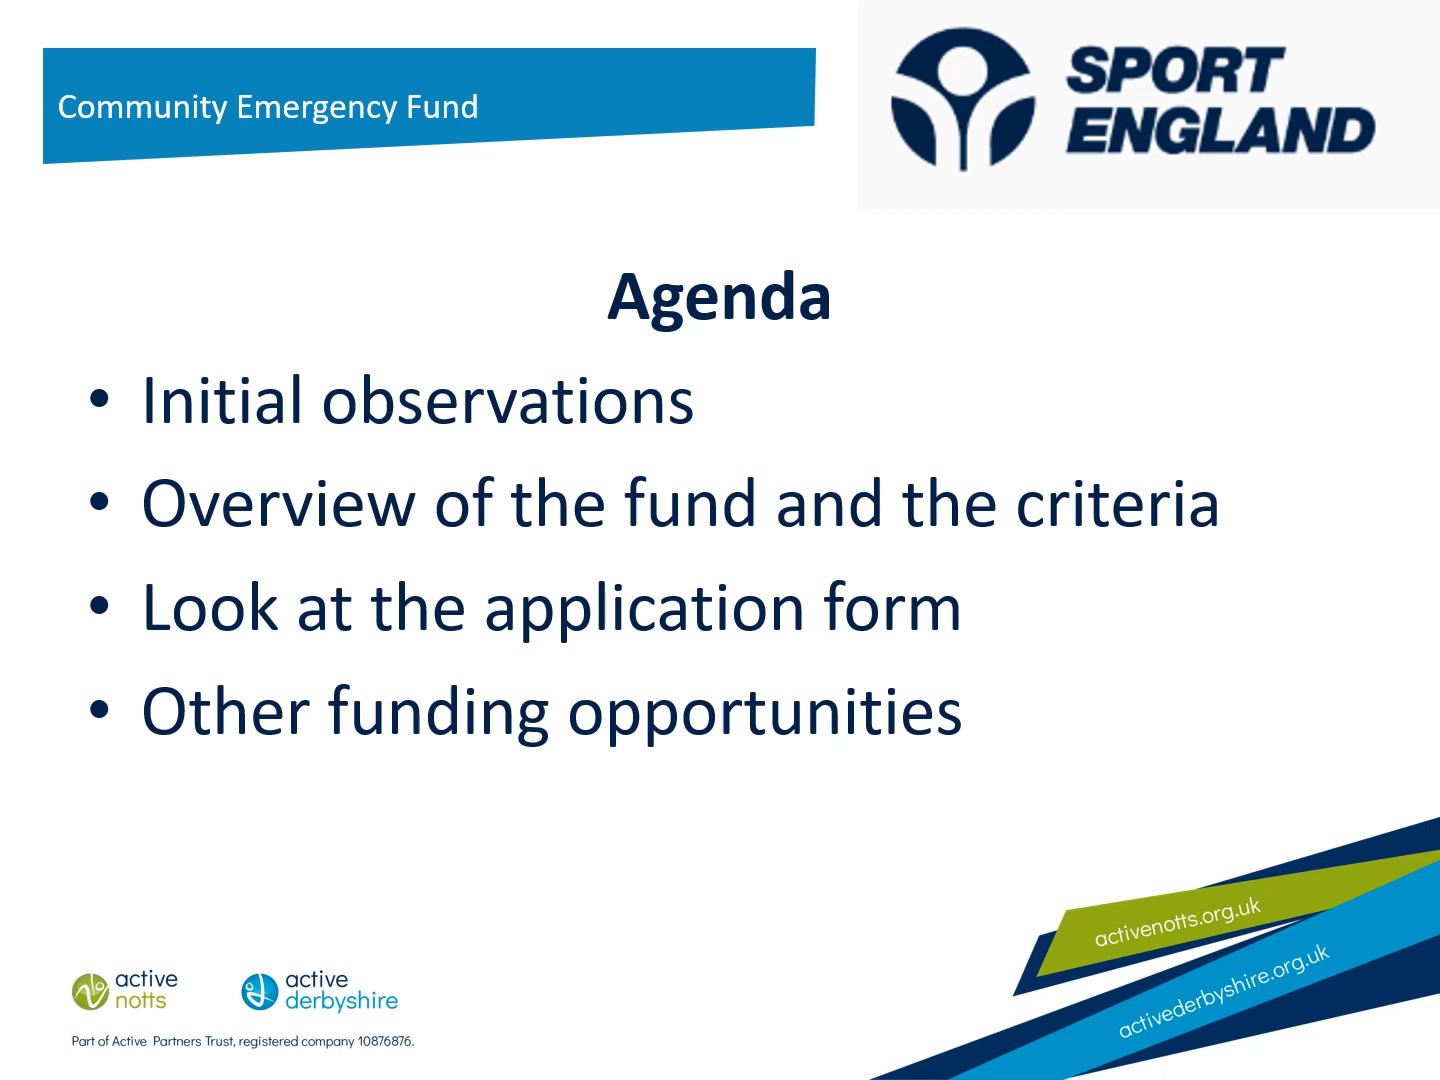 Community Emergency Fund
SPORT
ENGLAND
Agenda
• Initial observations
• Overview of the fund and the criteria
• Look at the application form
• Other funding opportunities
activenotts.org.uk
activederbyshire.org.uk
active
notts
active
derbyshire
Part of Active Partners Trust, registered company 10876876.